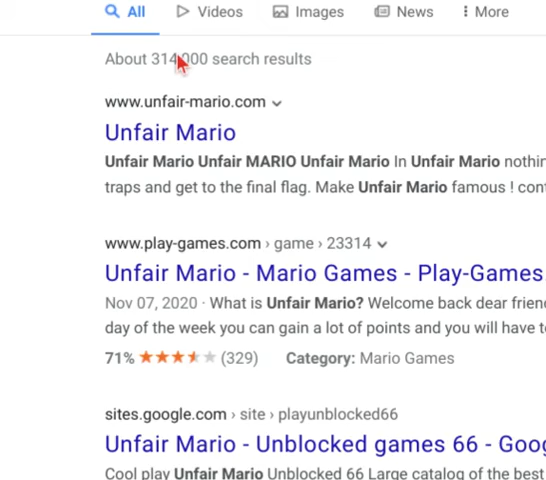 All Videos Images News More
About 314,000 search results
www.unfair-mario.com
Unfair Mario
Unfair Mario Unfair MARIO Unfair Mario In Unfair Mario nothin
traps and get to the final flag. Make Unfair Mario famous ! con
www.play-games.com › game › 23314
Unfair Mario - Mario Games - Play-Games
Nov 07, 2020 · What is Unfair Mario? Welcome back dear frien
day of the week you can gain a lot of points and you will have t
71% (329) Category: Mario Games
sites.google.com › site › playunblocked66
Unfair Mario - Unblocked games 66 - Goo
Cool play Unfair Mario Unblocked 66 Large catalog of the best